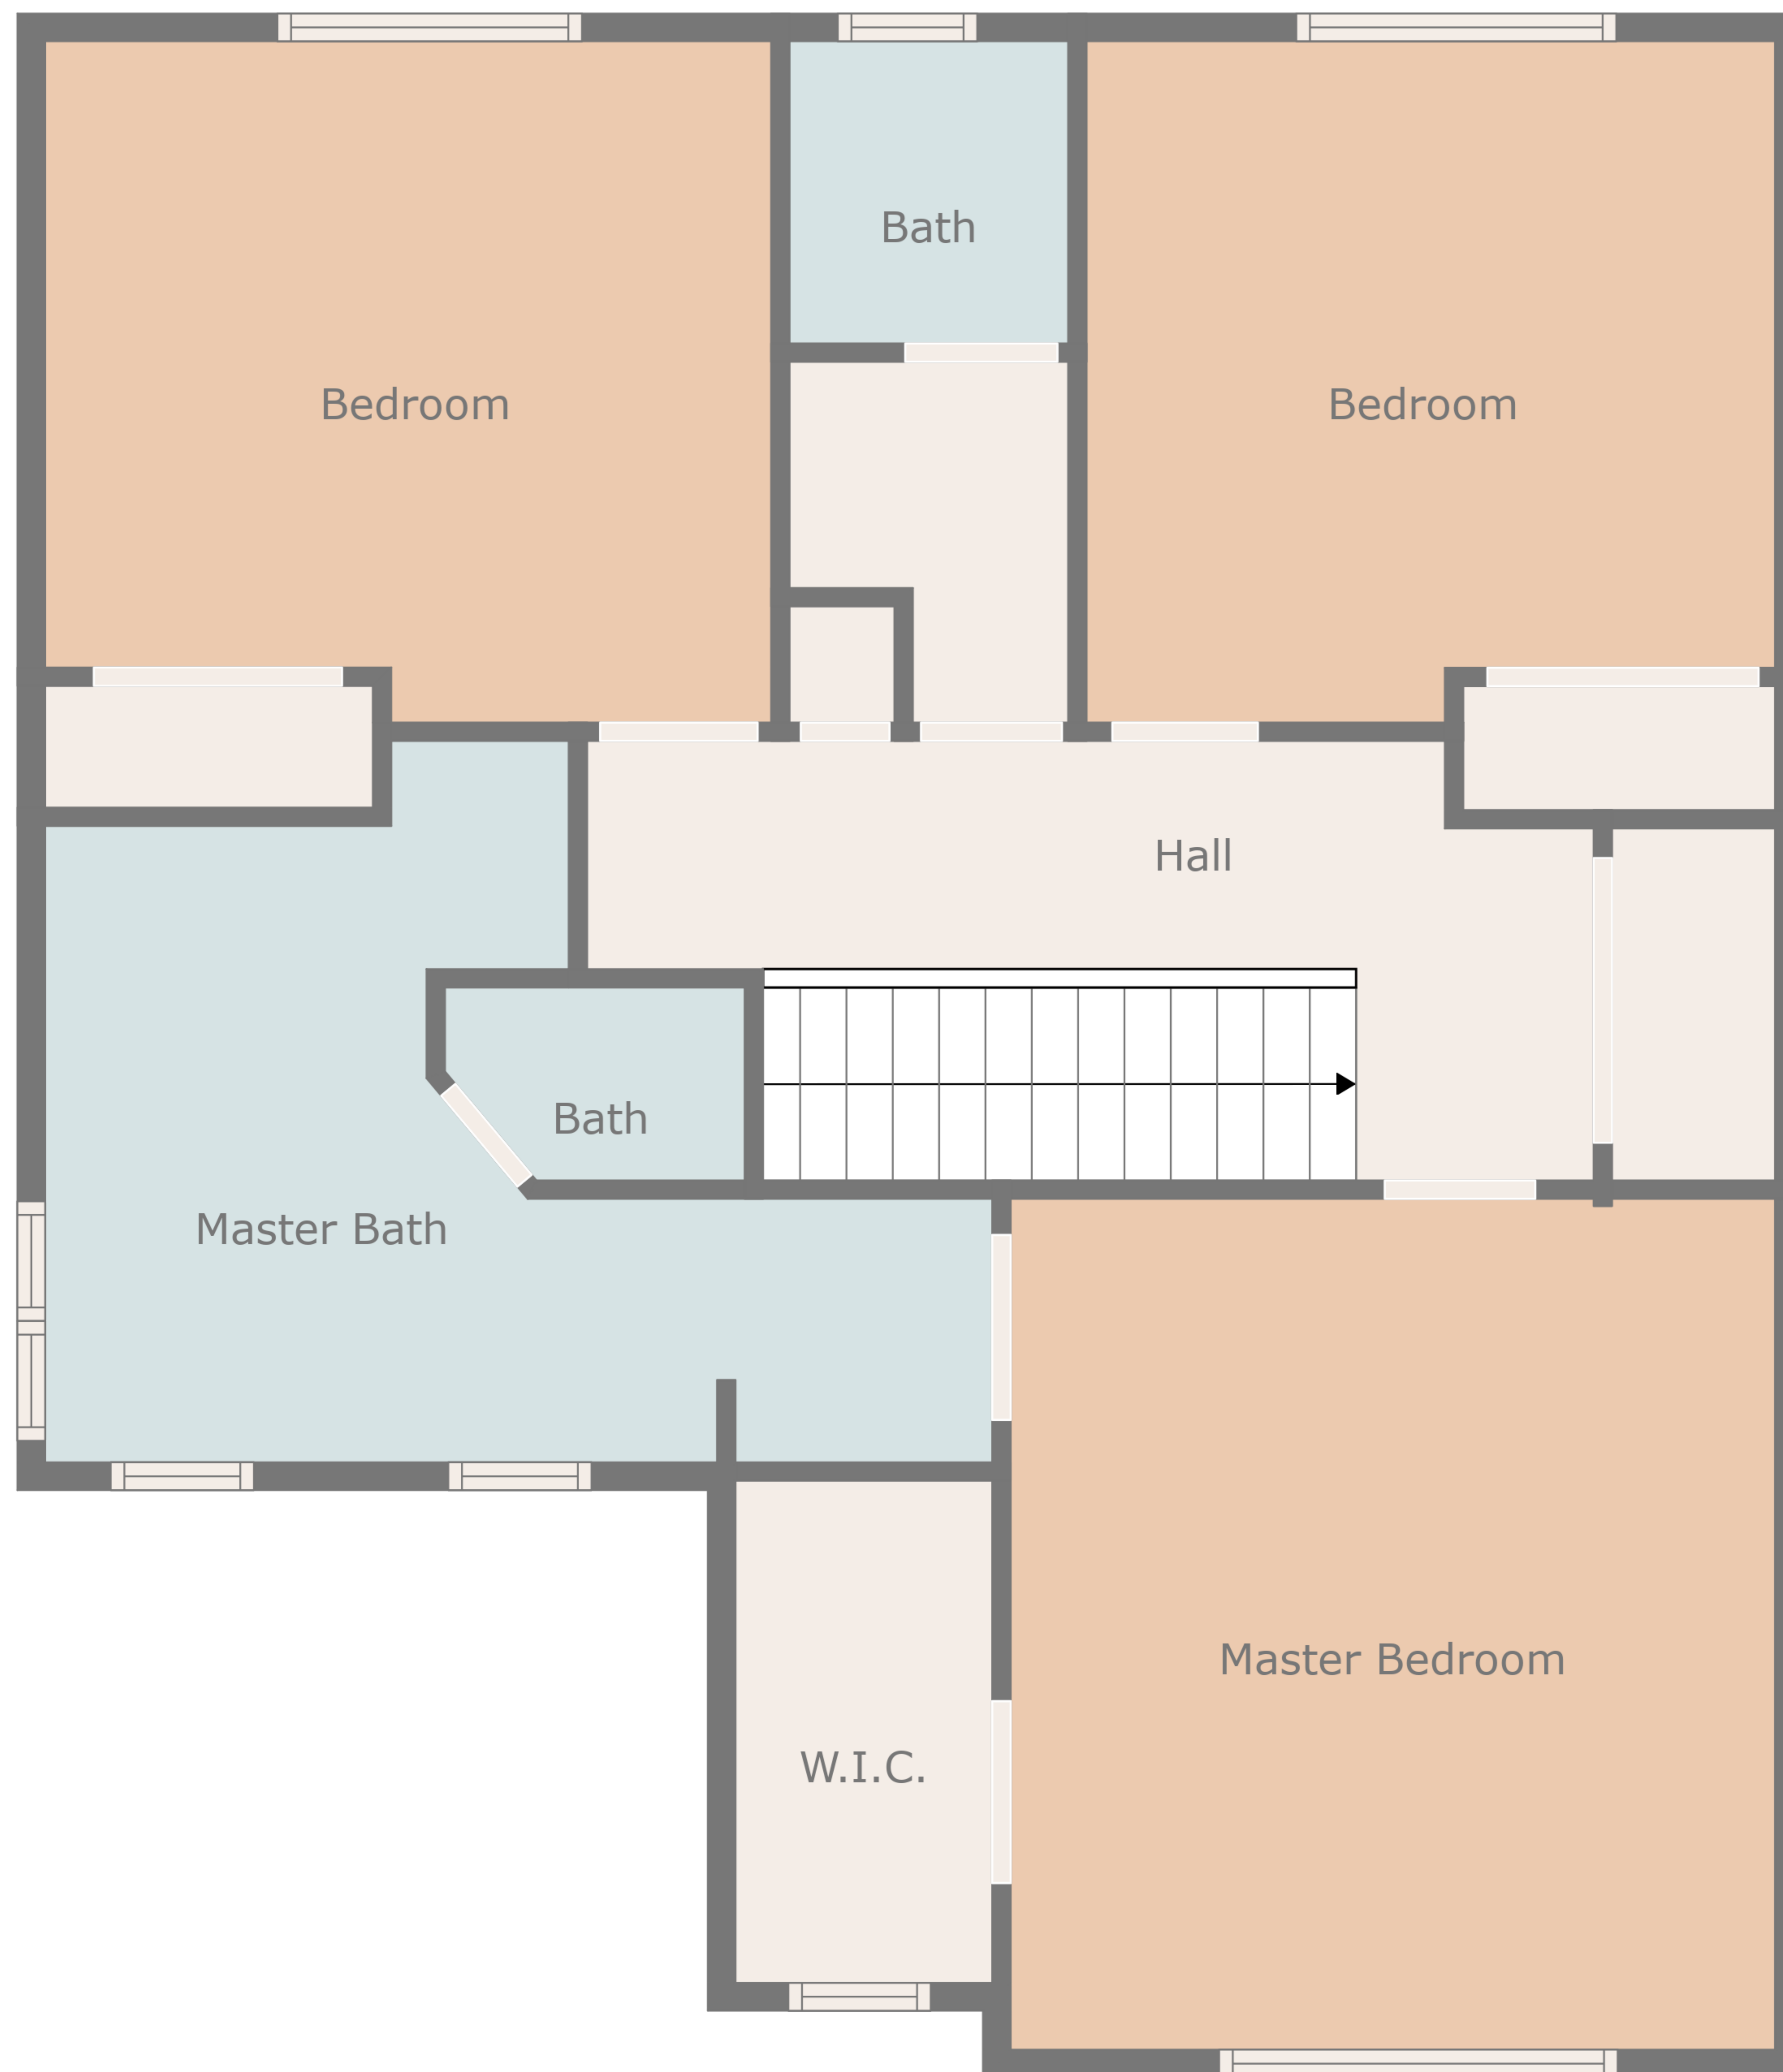 Bath
Bedroom
Bedroom
Hall
Bath
Master Bath
Master Bedroom
W.I.C.